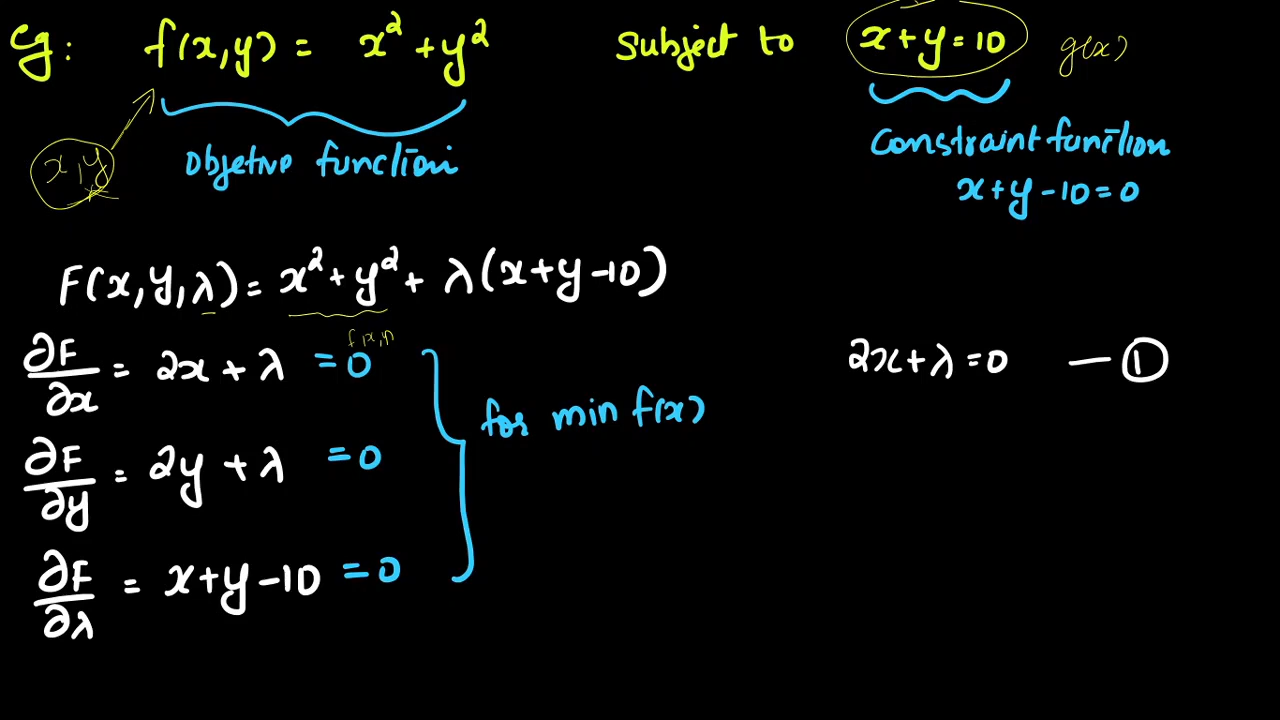 eg: f(x,y) = x² + y² subject to x+y=10 g(x)
x,y
Objetive function
Constraint function
x+y-10=0
F(x,y,λ) = x²+y²+ λ(x+y-10)
f(x,y)
∂F/∂x = 2x+λ =0
2x+λ=0 — ①
for min f(x)
∂F/∂y = 2y+λ =0
∂F/∂λ = x+y-10 =0